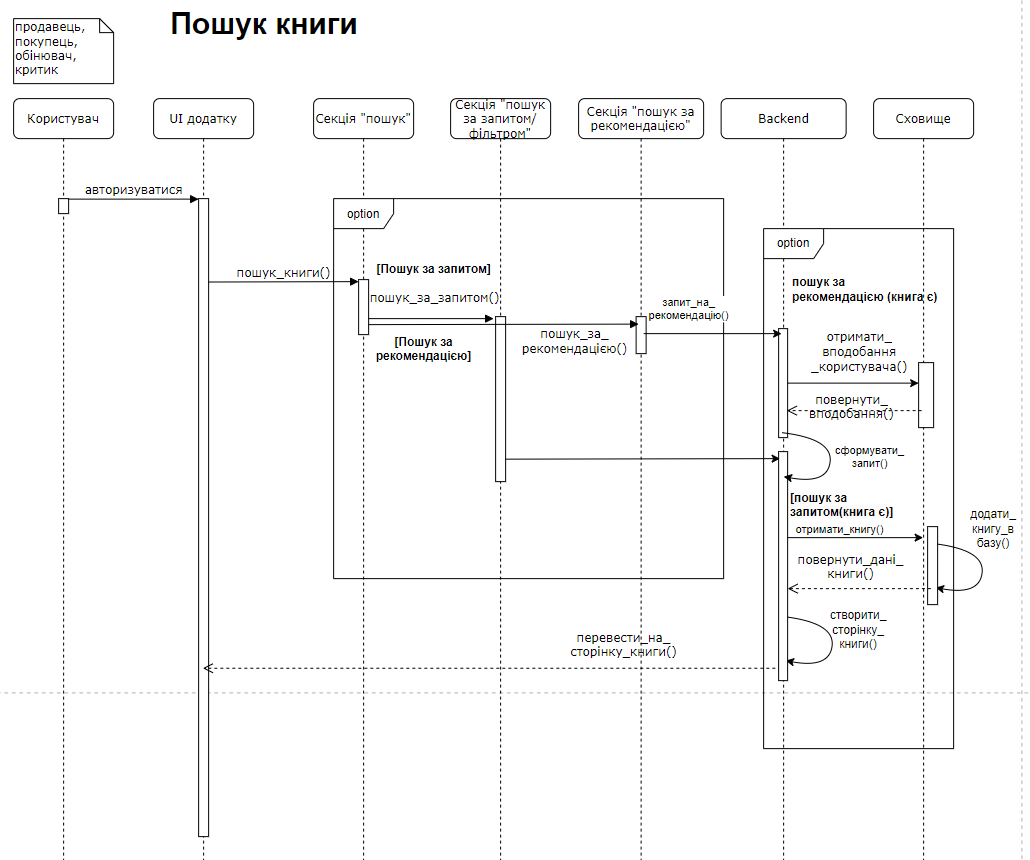 Пошук книги
продавець,
покупець,
обінювач,
критик
Користувач
UI додатку
Секція "пошук"
Секція "пошук
за запитом/
фільтром"
Секція "пошук за
рекомендацією"
Backend
Сховище
авторизуватися
option
option
[Пошук за запитом]
пошук_книги()
пошук_за_запитом()
[Пошук за
рекомендацією]
пошук_за_
рекомендацією()
запит_на_
рекомендацію()
пошук за
рекомендацією (книга є)
отримати_
вподобання
_користувача()
повернути_
вподобання()
сформувати_
запит()
[пошук за
запитом(книга є)]
отримати_книгу()
додати_
книгу_в
базу()
повернути_дані_
книги()
створити_
сторінку_
книги()
перевести_на_
сторінку_книги()